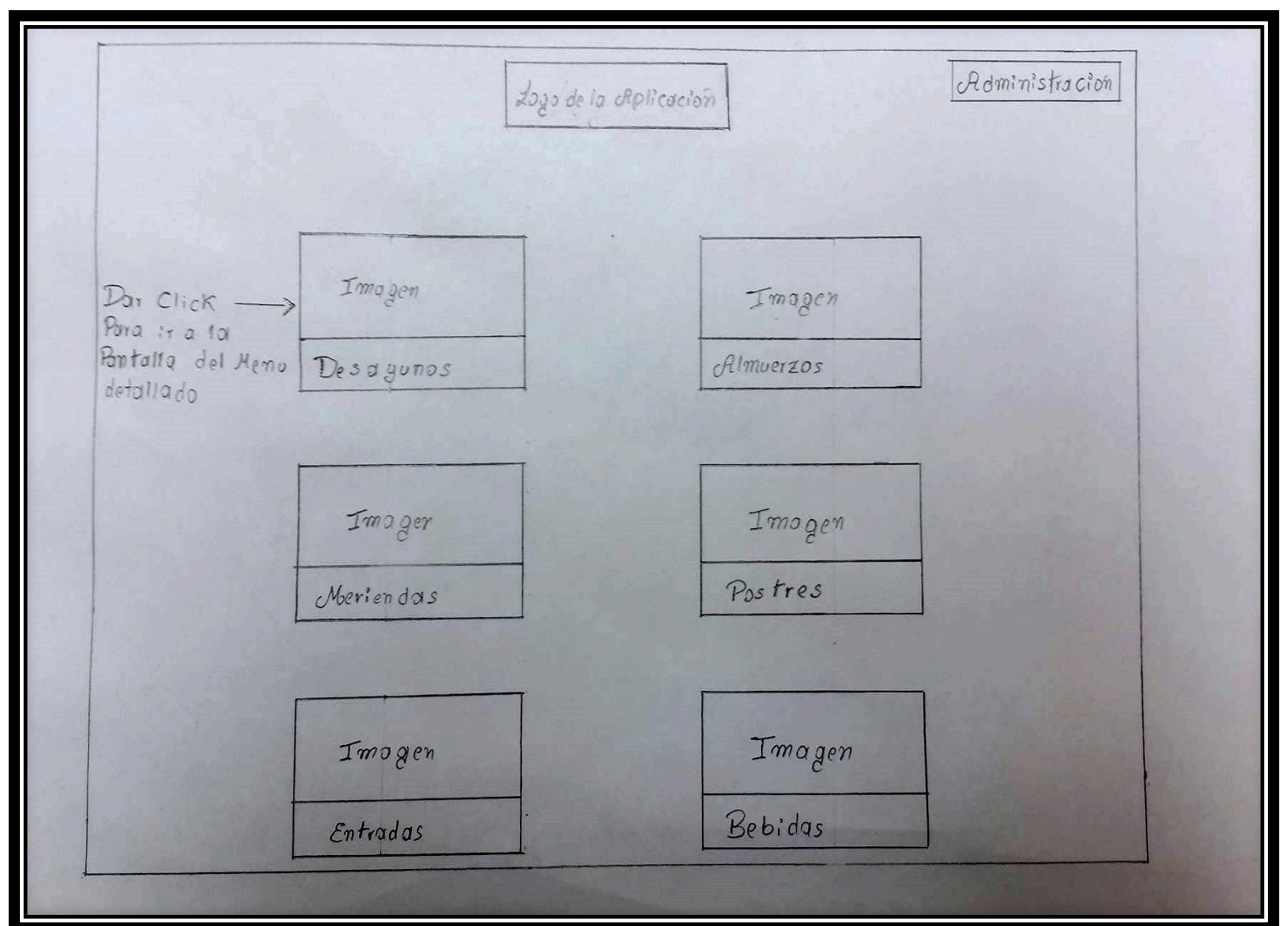 Logo de la Aplicación
Administración
Imagen
Imagen
Dar Click
Para ir a la
Pantalla del Menu
detallado
Desayunos
Almuerzos
Imagen
Imagen
Meriendas
Postres
Imagen
Imagen
Entradas
Bebidas